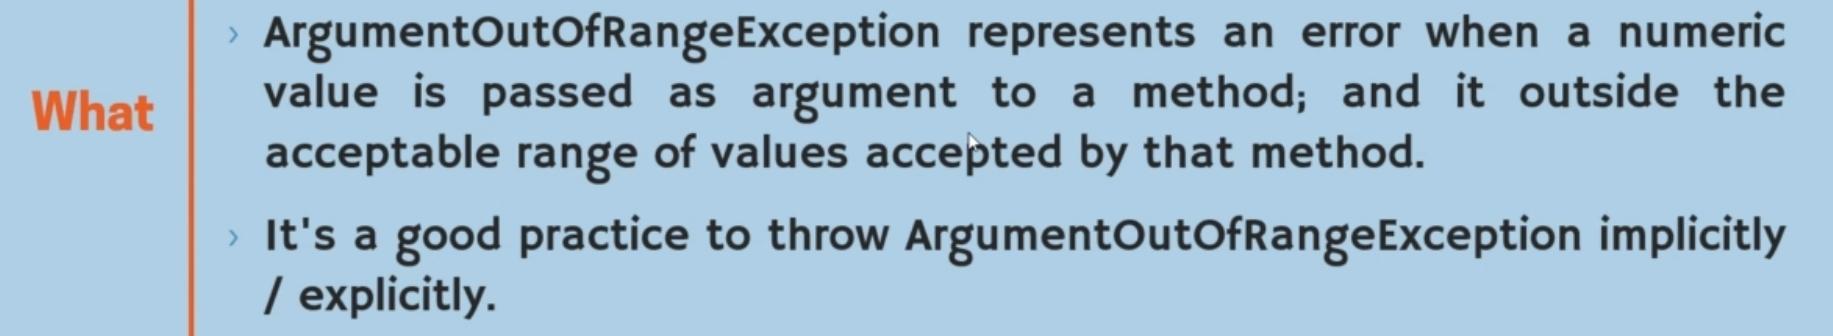 What
› ArgumentOutOfRangeException represents an error when a numeric
value is passed as argument to a method; and it outside the
acceptable range of values accepted by that method.
› It's a good practice to throw ArgumentOutOfRangeException implicitly
/ explicitly.